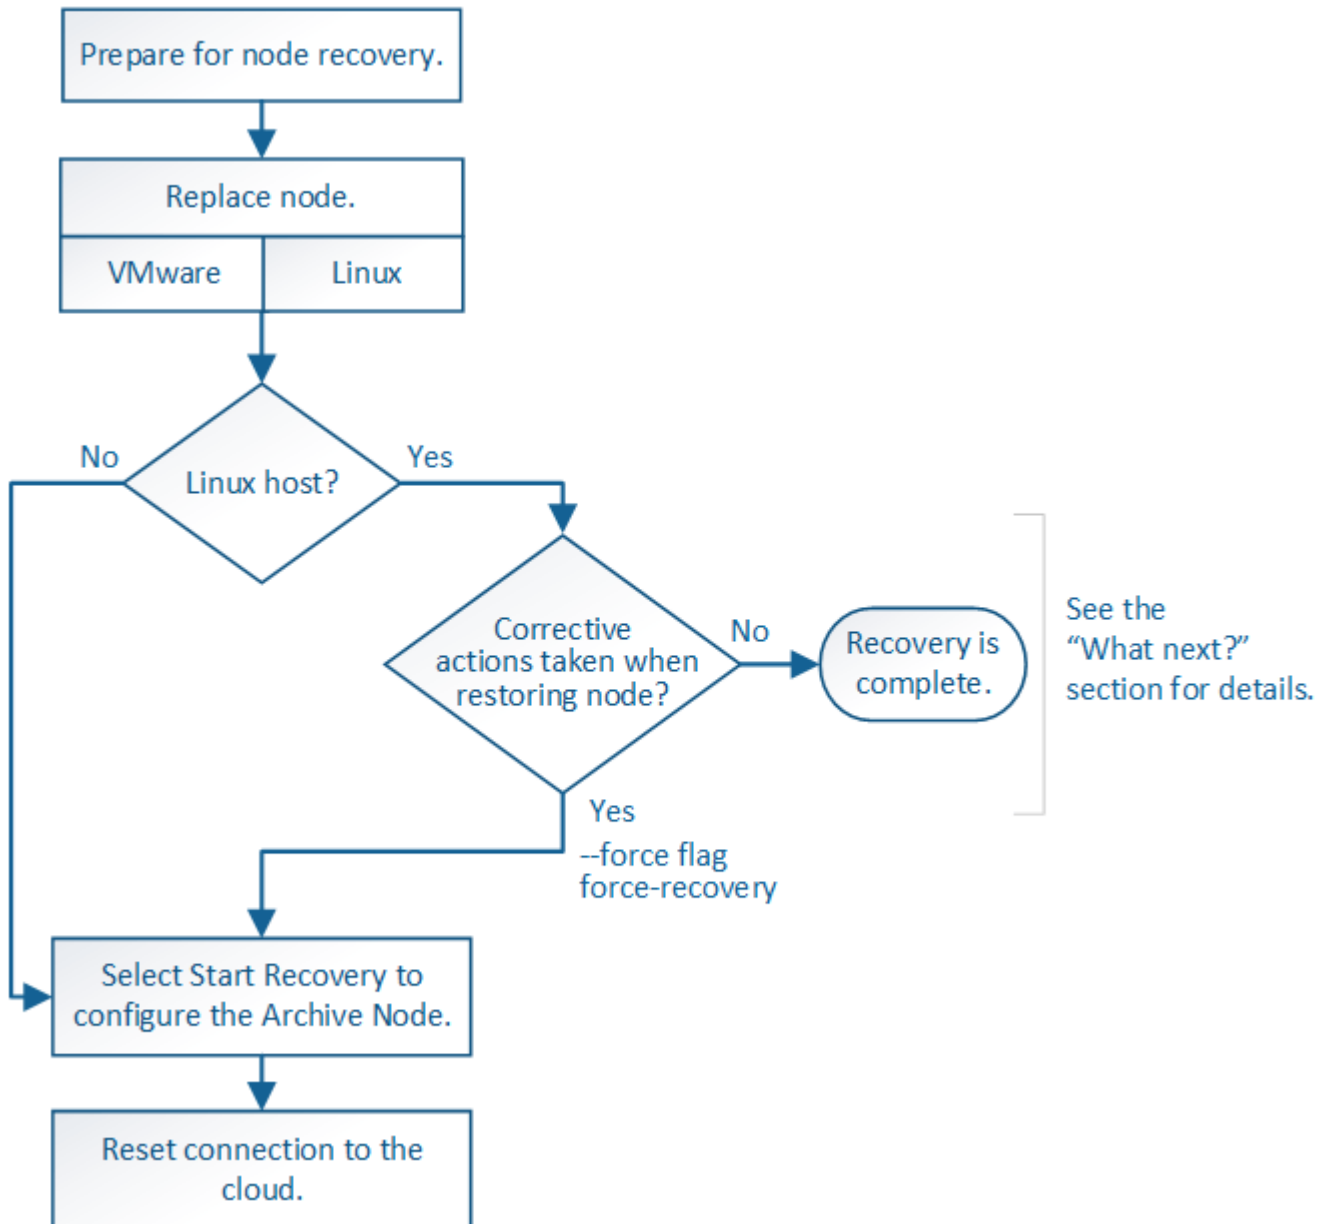 Prepare for node recovery.
Replace node.
VMware
Linux
Linux host?
No
Yes
Corrective
actions taken when
restoring node?
No
Recovery is
complete.
See the
“What next?”
section for details.
Yes
--force flag
force-recovery
Select Start Recovery to
configure the Archive Node.
Reset connection to the
cloud.